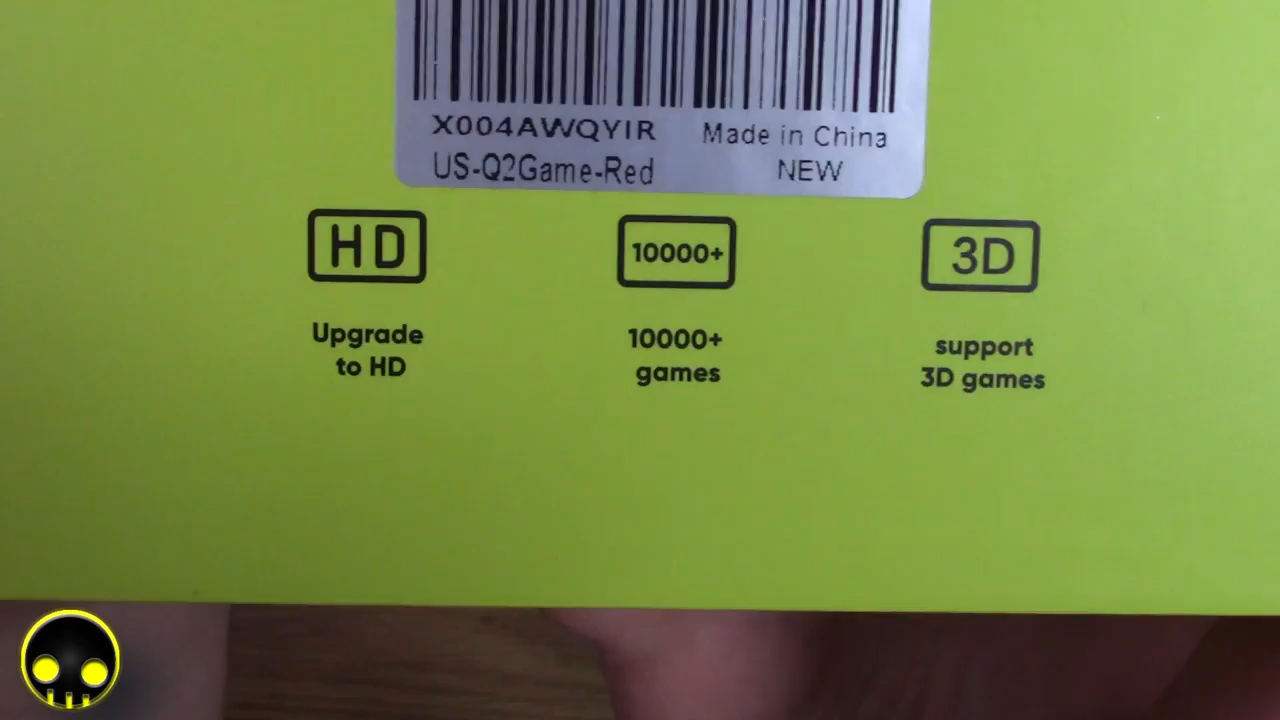 X004AWQYIR Made in China
US-Q2Game-Red NEW
HD
10000+
3D
Upgrade
to HD
10000+
games
support
3D games